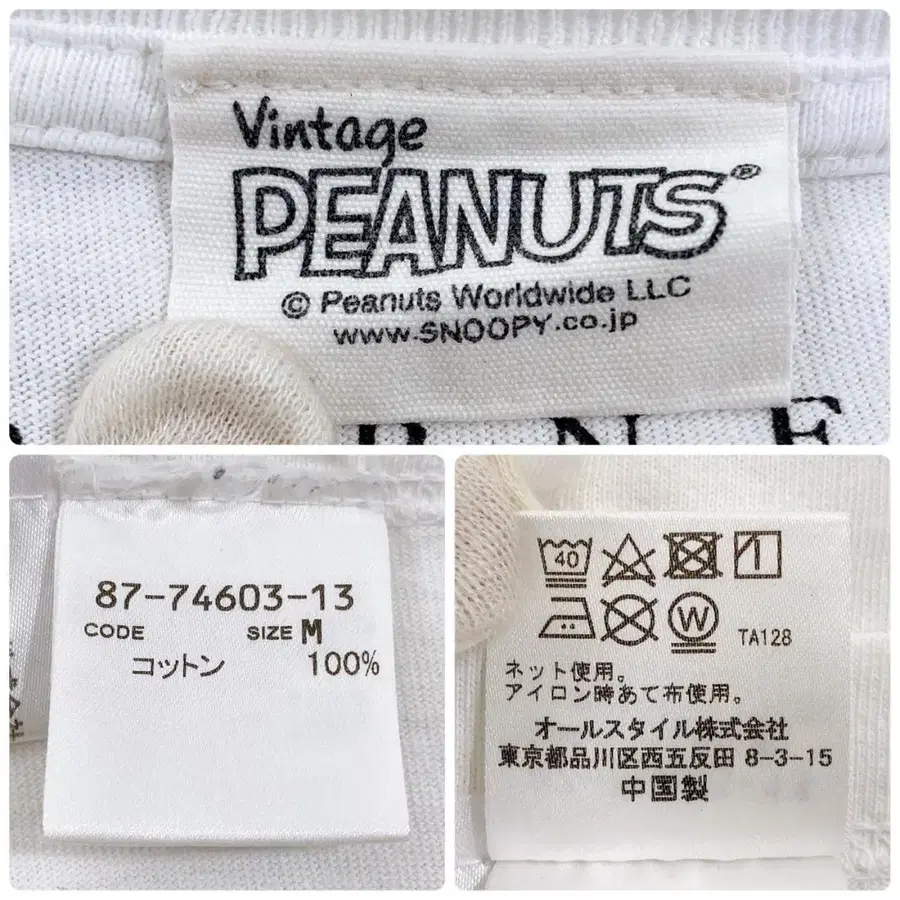 Vintage
PEANUTS®
© Peanuts Worldwide LLC
www.SNOOPY.co.jp
N E
87-74603-13
CODE SIZE M
コットン 100%
40
W TA128
ネット使用。
アイロン時あて布使用。
オールスタイル株式会社
東京都品川区西五反田 8-3-15
中国製